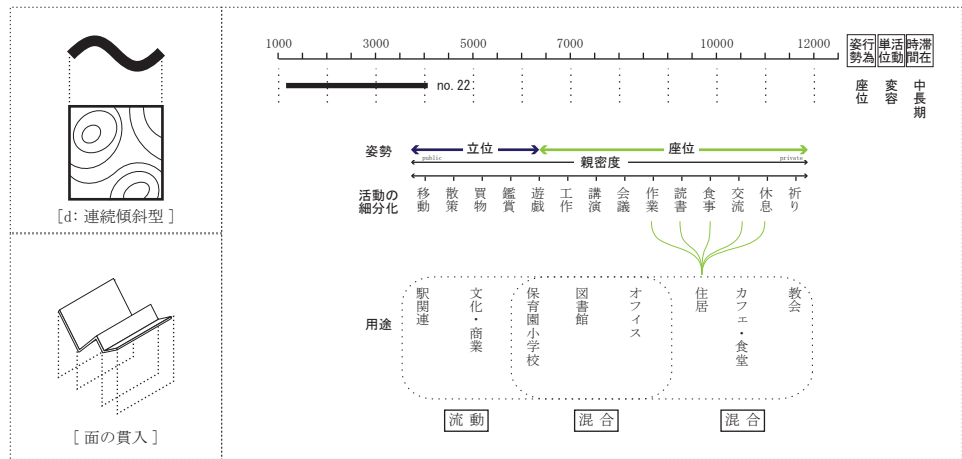 [d: 連続傾斜型 ]
[ 面の貫入 ]
1000 3000 5000 7000 10000 12000
no. 22
行為姿勢
活動単位
滞在時間
座位
変容
中長期
姿勢 立位 座位
public 親密度 private
活動の細分化
移動
散策
買物
鑑賞
遊戯
工作
講演
会議
作業
読書
食事
交流
休息
祈り
用途
駅関連
文化・商業
保育園小学校
図書館
オフィス
住居
カフェ・食堂
教会
流動 混合 混合